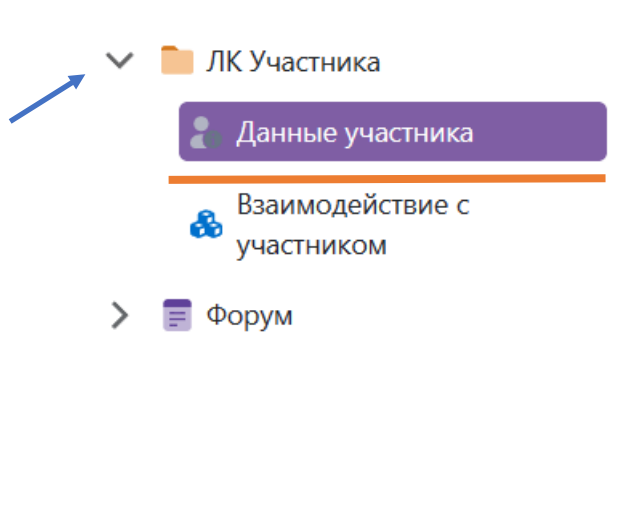 ЛК Участника
Данные участника
Взаимодействие с
участником
Форум